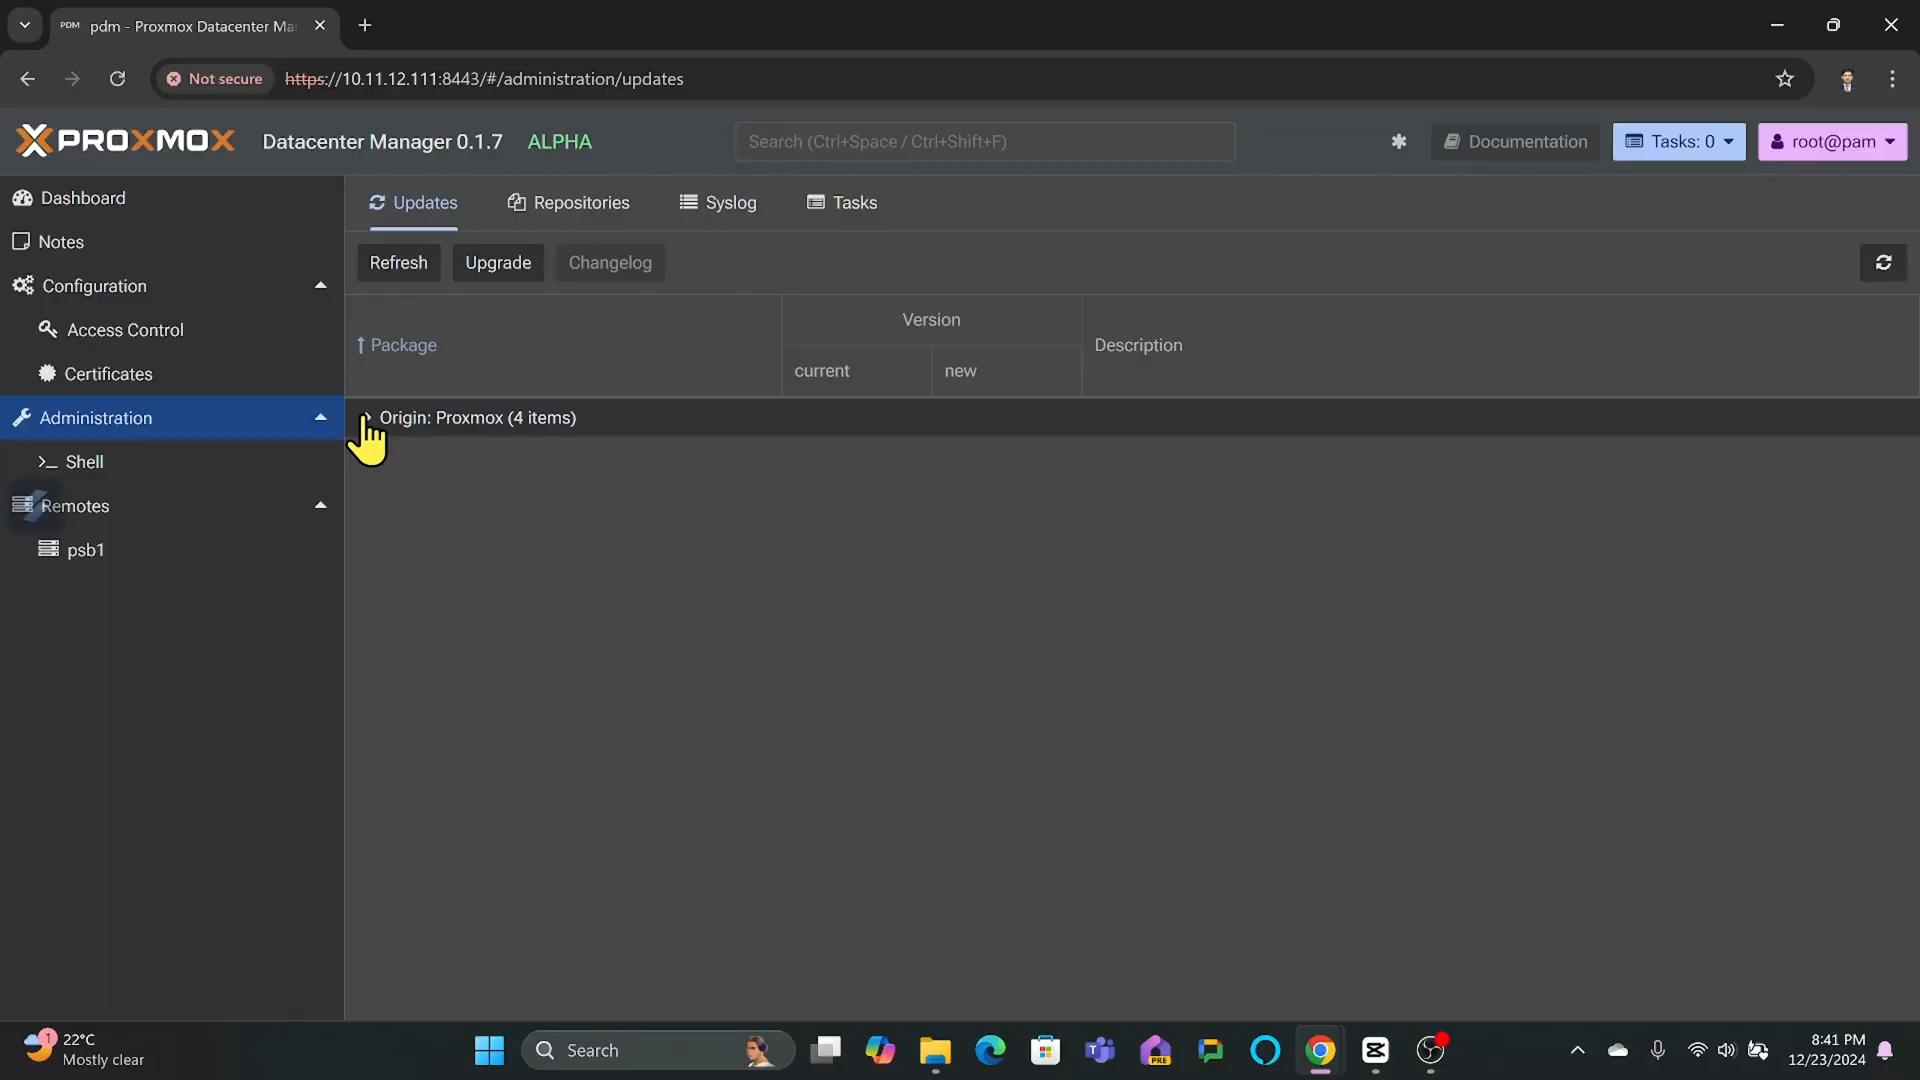 PDM pdm - Proxmox Datacenter Ma
Not secure https://10.11.12.111:8443/#/administration/updates
PROXMOX Datacenter Manager 0.1.7 ALPHA Search (Ctrl+Space / Ctrl+Shift+F) Documentation Tasks: 0 root@pam
Dashboard
Notes
Configuration
Access Control
Certificates
Administration
Shell
Remotes
psb1
Updates Repositories Syslog Tasks
Refresh Upgrade Changelog
Package Version Description
current new
Origin: Proxmox (4 items)
1 22°C
Mostly clear
Search
PRE
8:41 PM
12/23/2024